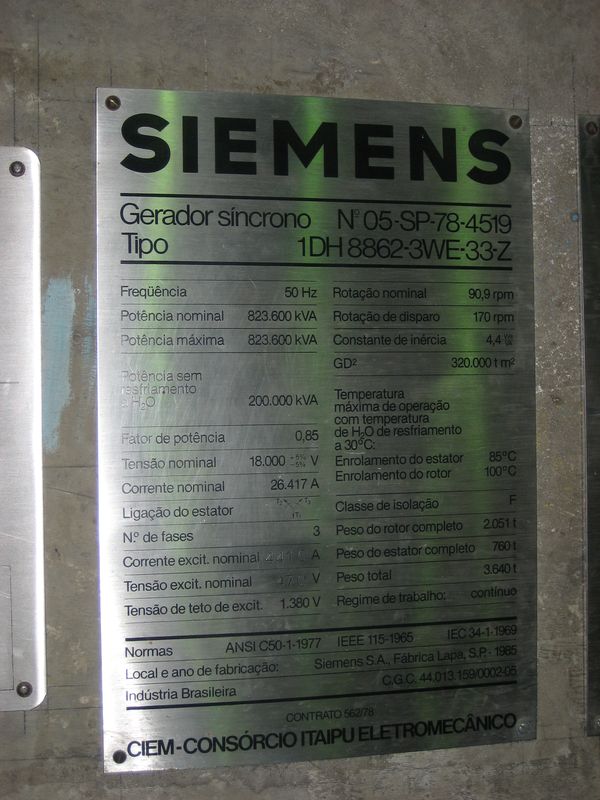 SIEMENS
Gerador síncrono Nº 05-SP-78-4519
Tipo 1DH 8862-3WE-33-Z
Freqüência 50 Hz
Potência nominal 823.600 kVA
Potência máxima 823.600 kVA
Potência sem
resfriamento
a H₂O 200.000 kVA
Fator de potência 0,85
Tensão nominal 18.000 +5% -5% V
Corrente nominal 26.417 A
Ligação do estator
N.º de fases 3
Corrente excit. nominal A
Tensão excit. nominal V
Tensão de teto de excit. 1.380 V
Rotação nominal 90,9 rpm
Rotação de disparo 170 rpm
Constante de inércia 4,4
GD² 320.000 t m²
Temperatura
máxima de operação
com temperatura
de H₂O de resfriamento
a 30°C:
Enrolamento do estator 85°C
Enrolamento do rotor 100°C
Classe de isolação F
Peso do rotor completo 2.051 t
Peso do estator completo 760 t
Peso total 3.640 t
Regime de trabalho: contínuo
Normas ANSI C50-1-1977 IEEE 115-1965 IEC 34-1-1969
Local e ano de fabricação: Siemens S.A., Fábrica Lapa, S.P. - 1985
Indústria Brasileira C.G.C. 44.013.159/0002-05
CONTRATO 562/78
CIEM-CONSÓRCIO ITAIPU ELETROMECÂNICO